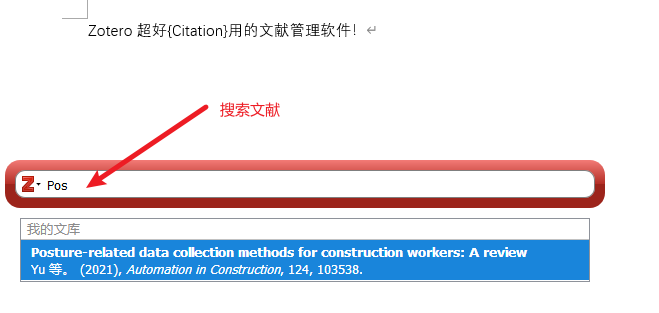 Zotero 超好{Citation}用的文献管理软件！↵
搜索文献
Z Pos
我的文库
Posture-related data collection methods for construction workers: A review
Yu 等。 (2021), Automation in Construction, 124, 103538.